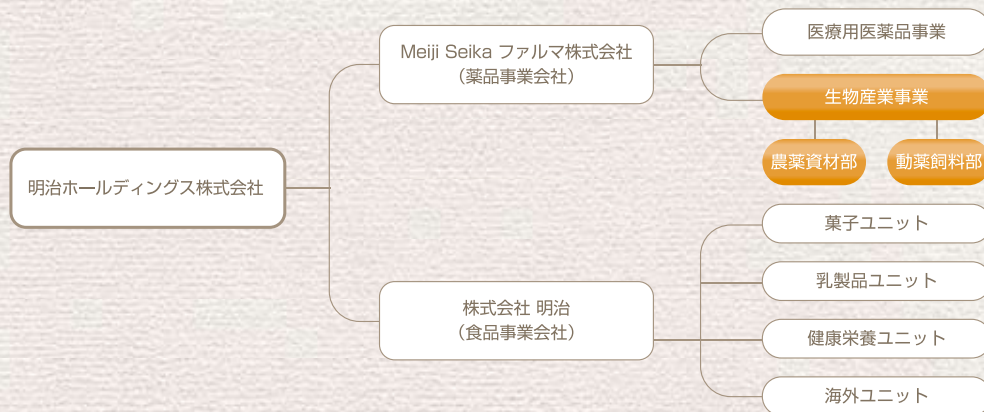 明治ホールディングス株式会社
Meiji Seika ファルマ株式会社
(薬品事業会社)
医療用医薬品事業
生物産業事業
農薬資材部
動薬飼料部
株式会社 明治
(食品事業会社)
菓子ユニット
乳製品ユニット
健康栄養ユニット
海外ユニット